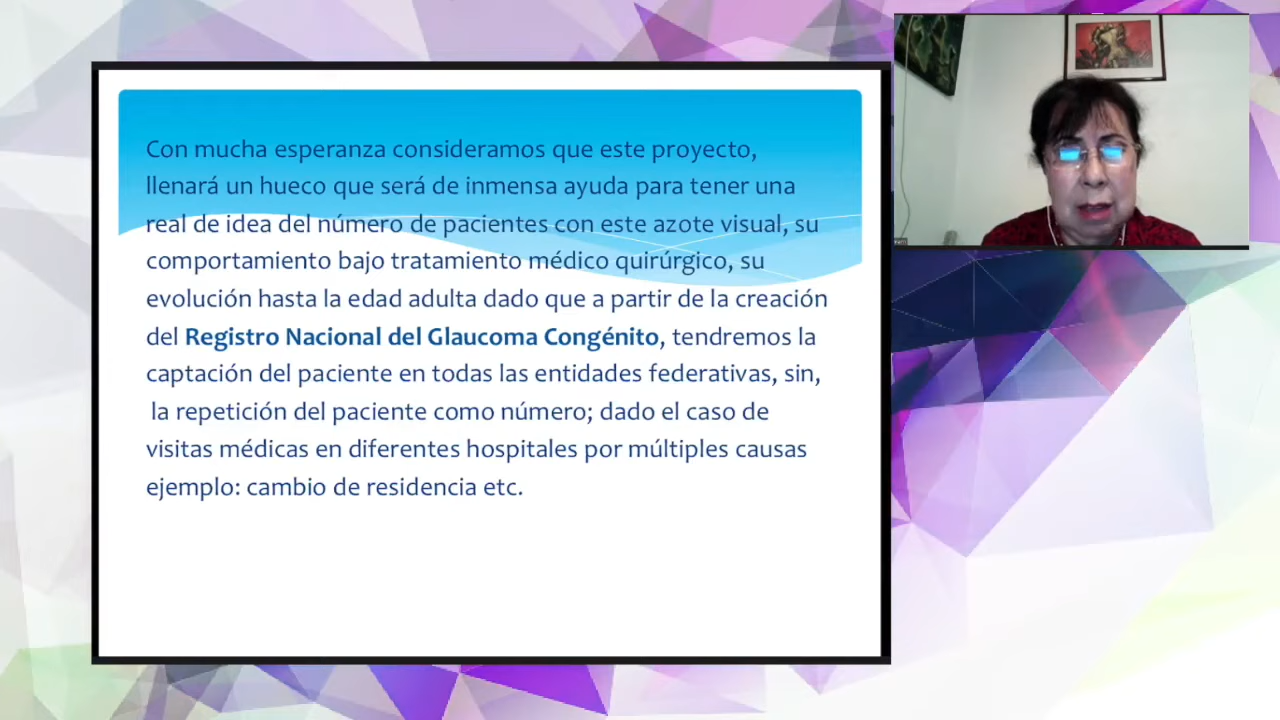 Con mucha esperanza consideramos que este proyecto,
llenará un hueco que será de inmensa ayuda para tener una
real de idea del número de pacientes con este azote visual, su
comportamiento bajo tratamiento médico quirúrgico, su
evolución hasta la edad adulta dado que a partir de la creación
del Registro Nacional del Glaucoma Congénito, tendremos la
captación del paciente en todas las entidades federativas, sin,
la repetición del paciente como número; dado el caso de
visitas médicas en diferentes hospitales por múltiples causas
ejemplo: cambio de residencia etc.